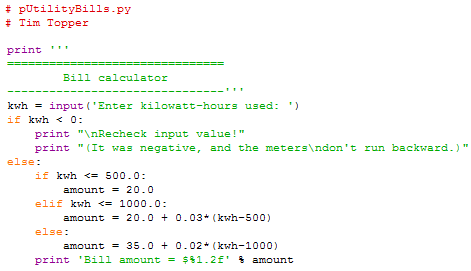 # pUtilityBills.py
# Tim Topper
print '''
===============================
        Bill calculator
-------------------------------'''
kwh = input('Enter kilowatt-hours used: ')
if kwh < 0:
    print "\nRecheck input value!"
    print "(It was negative, and the meters\ndon't run backward.)"
else:
    if kwh <= 500.0:
        amount = 20.0
    elif kwh <= 1000.0:
        amount = 20.0 + 0.03*(kwh-500)
    else:
        amount = 35.0 + 0.02*(kwh-1000)
    print 'Bill amount = $%1.2f' % amount